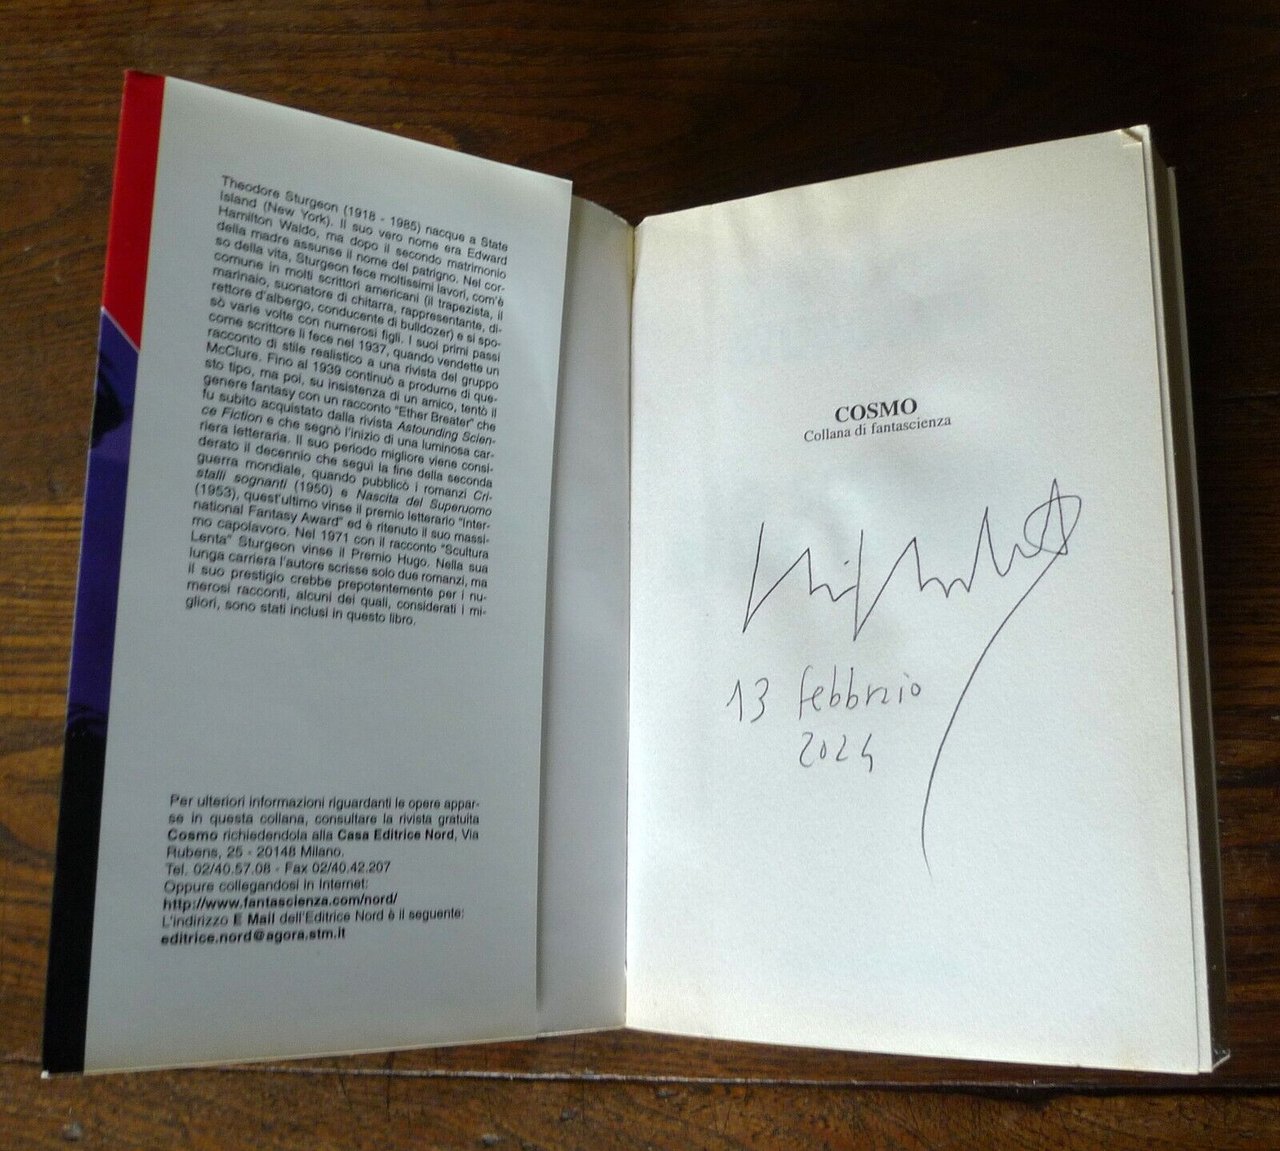 Theodore Sturgeon (1918 - 1985) nacque a State
Island (New York). Il suo vero nome era Edward
Hamilton Waldo, ma dopo il secondo matrimonio
della madre assunse il nome del patrigno. Nel cor-
so della vita, Sturgeon fece moltissimi lavori, com'è
comune in molti scrittori americani (il trapezista, il
marinaio, suonatore di chitarra, rappresentante, di-
rettore d'albergo, conducente di bulldozer) e si spo-
sò varie volte con numerosi figli. I suoi primi passi
come scrittore li fece nel 1937, quando vendette un
racconto di stile realistico a una rivista del gruppo
McClure. Fino al 1939 continuò a produrne di que-
sto tipo, ma poi, su insistenza di un amico, tentò il
genere fantasy con un racconto "Ether Breater" che
fu subito acquistato dalla rivista Astounding Scien-
ce Fiction e che segnò l'inizio di una luminosa car-
riera letteraria. Il suo periodo migliore viene consi-
derato il decennio che seguì la fine della seconda
guerra mondiale, quando pubblicò i romanzi Cri-
stalli sognanti (1950) e Nascita del Superuomo
(1953), quest'ultimo vinse il premio letterario "Inter-
national Fantasy Award" ed è ritenuto il suo massi-
mo capolavoro. Nel 1971 con il racconto "Scultura
Lenta" Sturgeon vinse il Premio Hugo. Nella sua
lunga carriera l'autore scrisse solo due romanzi, ma
il suo prestigio crebbe prepotentemente per i nu-
merosi racconti, alcuni dei quali, considerati i mi-
gliori, sono stati inclusi in questo libro.
Per ulteriori informazioni riguardanti le opere appar-
se in questa collana, consultare la rivista gratuita
Cosmo richiedendola alla Casa Editrice Nord, Via
Rubens, 25 - 20148 Milano.
Tel. 02/40.57.08 - Fax 02/40.42.207
Oppure collegandosi in Internet:
http://www.fantascienza.com/nord/
L'indirizzo E Mail dell'Editrice Nord è il seguente:
editrice.nord@agora.stm.it
COSMO
Collana di fantascienza
13 febbraio
2024